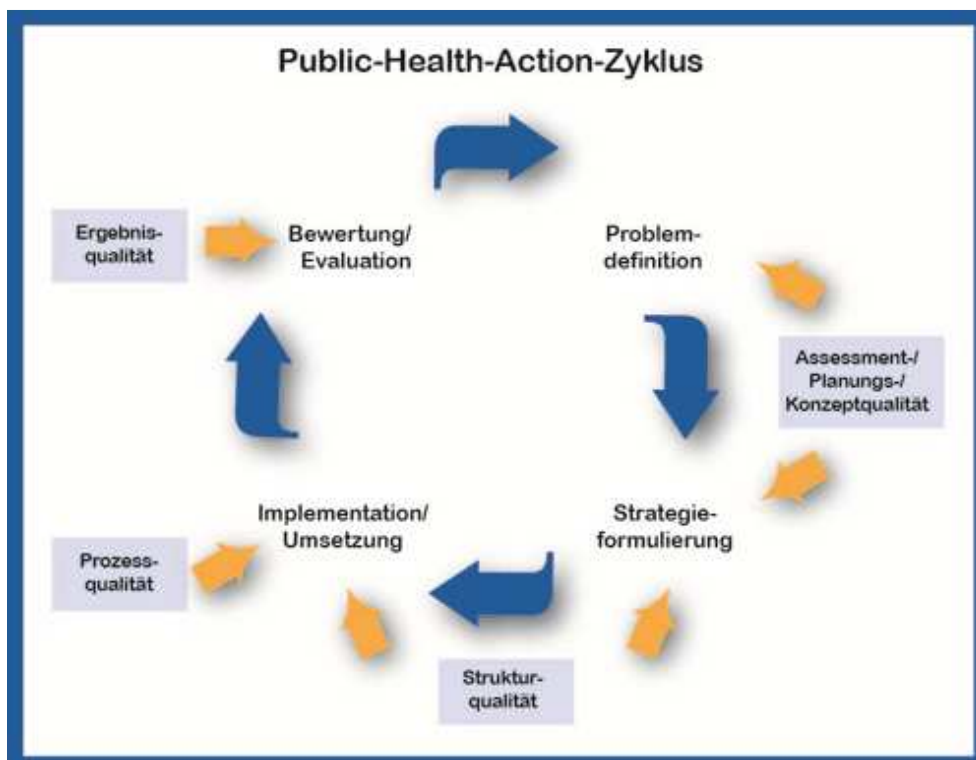 Public-Health-Action-Zyklus
Ergebnis-
qualität
Bewertung/
Evaluation
Problem-
definition
Assessment-/
Planungs-/
Konzeptqualität
Implementation/
Umsetzung
Strategie-
formulierung
Prozess-
qualität
Struktur-
qualität